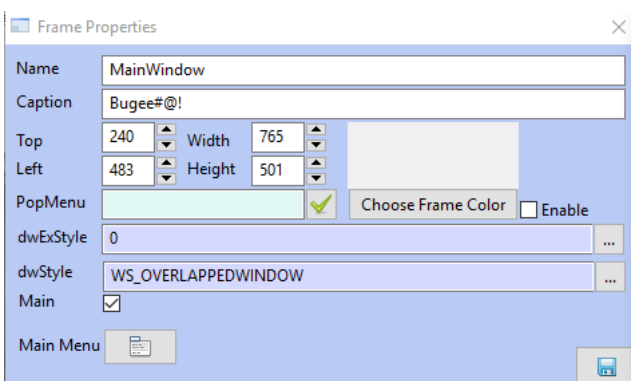 Frame Properties
Name MainWindow
Caption Bugee#@!
Top 240 Width 765
Left 483 Height 501
PopMenu Choose Frame Color Enable
dwExStyle 0 ...
dwStyle WS_OVERLAPPEDWINDOW ...
Main
Main Menu